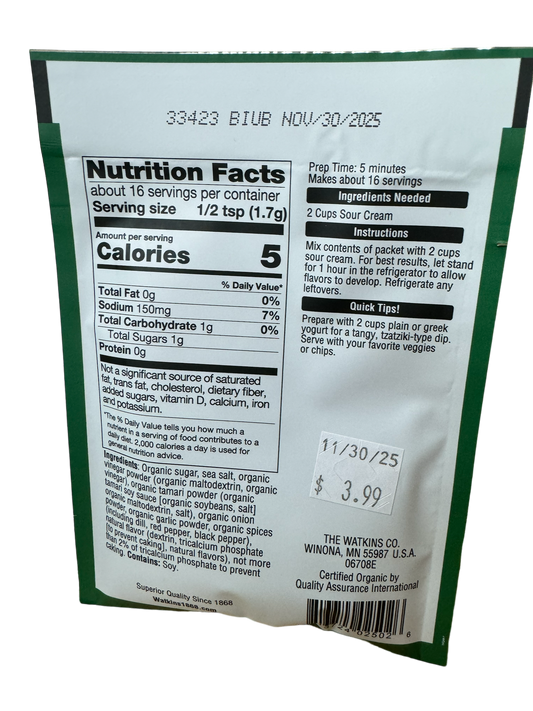 33423 BIUB NOV/30/2025
Nutrition Facts
about 16 servings per container
Serving size 1/2 tsp (1.7g)
Amount per serving
Calories 5
% Daily Value*
Total Fat 0g 0%
Sodium 150mg 7%
Total Carbohydrate 1g 0%
Total Sugars 1g
Protein 0g
Not a significant source of saturated
fat, trans fat, cholesterol, dietary fiber,
added sugars, vitamin D, calcium, iron
and potassium.
*The % Daily Value tells you how much a
nutrient in a serving of food contributes to a
daily diet. 2,000 calories a day is used for
general nutrition advice.
Ingredients: Organic sugar, sea salt, organic
vinegar powder (organic maltodextrin, organic
vinegar), organic tamari powder (organic
tamari soy sauce [organic soybeans, salt]
organic maltodextrin, salt), organic onion
powder, organic garlic powder, organic spices
(including dill, red pepper, black pepper),
natural flavor (dextrin, tricalcium phosphate
[to prevent caking], natural flavors), not more
than 2% of tricalcium phosphate to prevent
caking. Contains: Soy.
Superior Quality Since 1868
Watkins1868.com
Prep Time: 5 minutes
Makes about 16 servings
Ingredients Needed
2 Cups Sour Cream
Instructions
Mix contents of packet with 2 cups
sour cream. For best results, let stand
for 1 hour in the refrigerator to allow
flavors to develop. Refrigerate any
leftovers.
Quick Tips!
Prepare with 2 cups plain or greek
yogurt for a tangy, tzatziki-type dip.
Serve with your favorite veggies
or chips.
11/30/25
$ 3.99
THE WATKINS CO.
WINONA, MN 55987 U.S.A.
06708E
Certified Organic by
Quality Assurance International
02502 6